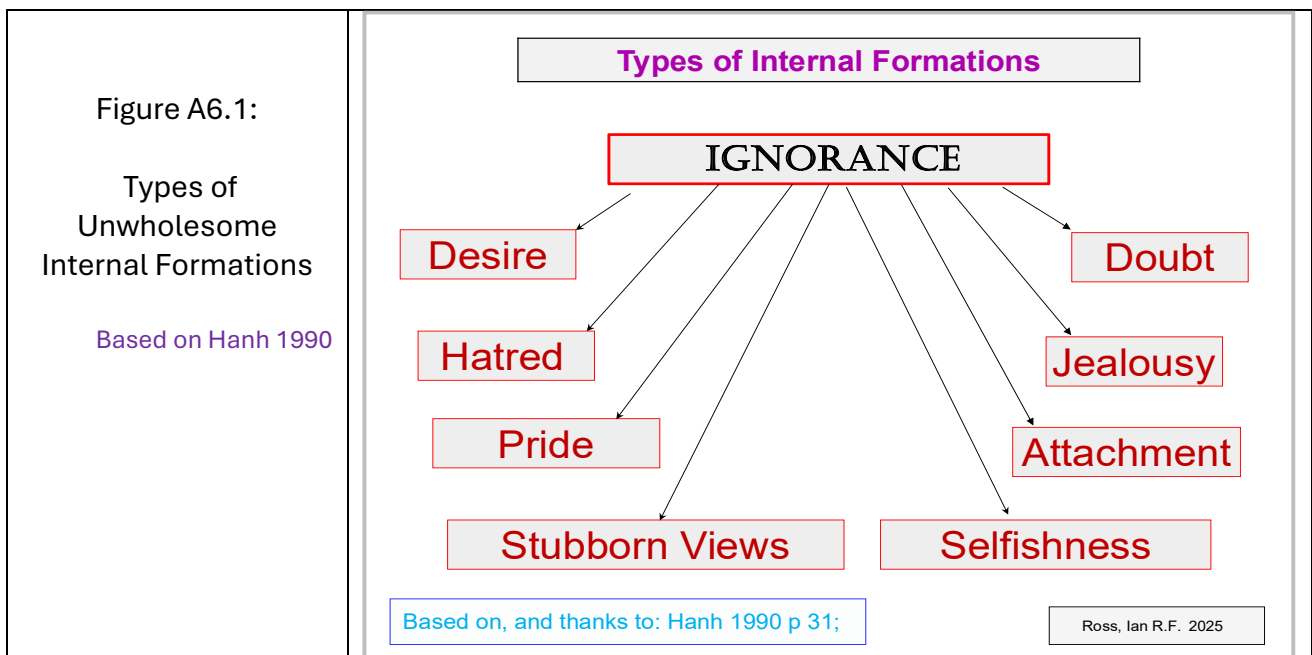 Figure A6.1:
Types of
Unwholesome
Internal Formations
Based on Hanh 1990
Types of Internal Formations
IGNORANCE
Desire
Doubt
Hatred
Jealousy
Pride
Attachment
Stubborn Views
Selfishness
Based on, and thanks to: Hanh 1990 p 31;
Ross, Ian R.F. 2025